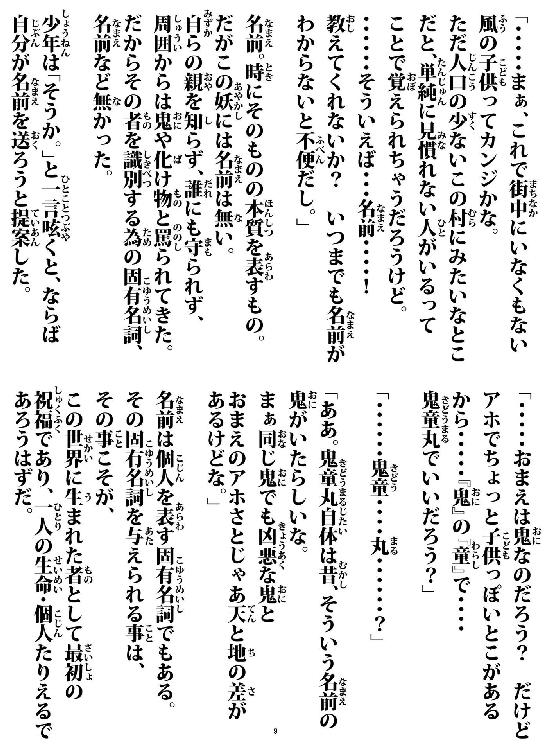 「‥‥まぁ、これで街中にいなくもない
風の子供ってカンジかな。
ただ人口の少ないこの村にみたいなとこ
だと、単純に見慣れない人がいるって
ことで覚えられちゃうだろうけど。
‥‥そういえば‥‥名前‥‥！
教えてくれないか？　いつまでも名前が
わからないと不便だし。」
名前。時にそのものの本質を表すもの。
だがこの妖には名前は無い。
自らの親を知らず、誰にも守られず、
周囲からは鬼や化け物と罵られてきた。
だからその者を識別する為の固有名詞、
名前など無かった。
少年は「そうか。」と一言呟くと、ならば
自分が名前を送ろうと提案した。
「‥‥おまえは鬼なのだろう？　だけど
アホでちょっと子供っぽいとこがある
から‥‥『鬼』の『童』で‥‥
鬼童丸でいいだろう？」
「‥‥‥鬼童‥‥丸‥‥‥？」
「ああ。鬼童丸自体は昔、そういう名前の
鬼がいたらしいな。
まぁ同じ鬼でも凶悪な鬼と
おまえのアホさとじゃあ天と地の差が
あるけどな。」
名前は個人を表す固有名詞でもある。
その固有名詞を与えられる事は、
その事こそが、
この世界に生まれた者として最初の
祝福であり、一人の生命・個人たりえるで
あろうはずだ。
9